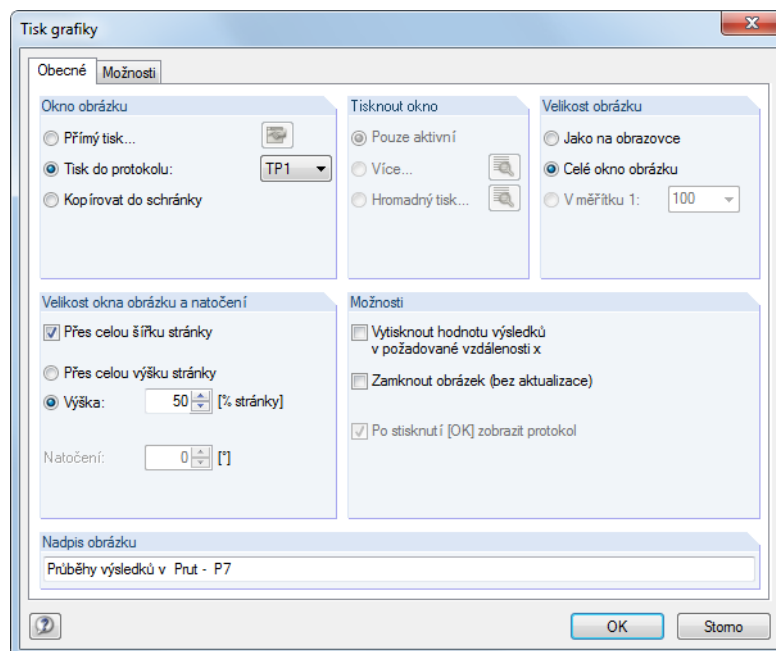 Tisk grafiky
Obecné
Možnosti
Okno obrázku
Přímý tisk...
Tisk do protokolu:
TP1
Kopírovat do schránky
Tisknout okno
Pouze aktivní
Více...
Hromadný tisk...
Velikost obrázku
Jako na obrazovce
Celé okno obrázku
V měřítku 1:
100
Velikost okna obrázku a natočení
Přes celou šířku stránky
Přes celou výšku stránky
Výška:
50
[% stránky]
Natočení:
0
[°]
Možnosti
Vytisknout hodnotu výsledků
v požadované vzdálenosti x
Zamknout obrázek (bez aktualizace)
Po stisknutí [OK] zobrazit protokol
Nadpis obrázku
Průběhy výsledků v Prut - P7
OK
Storno